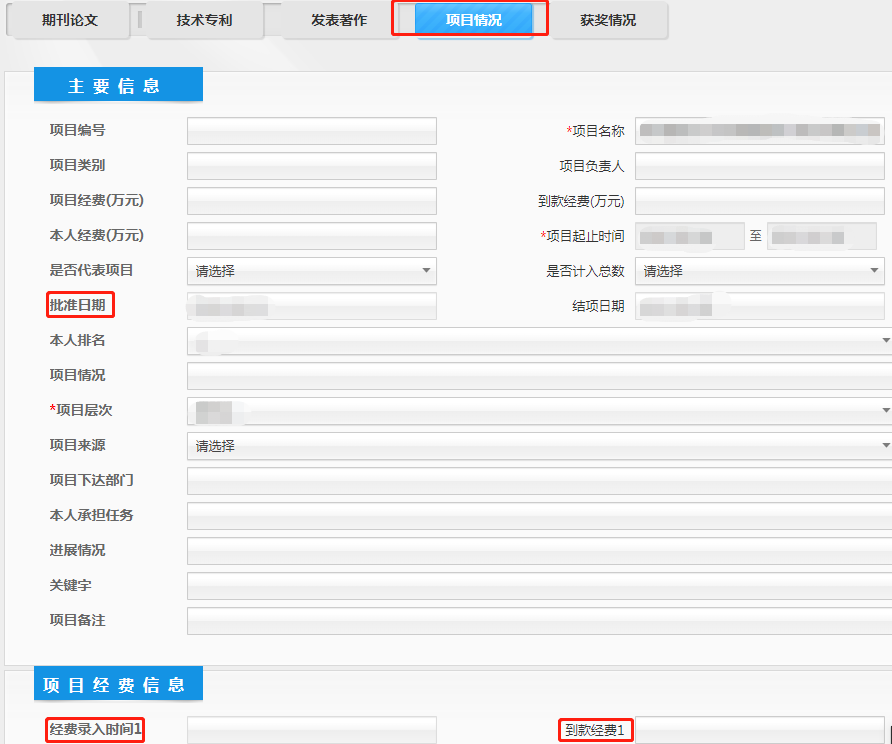 期刊论文 技术专利 发表著作 项目情况 获奖情况
主要信息
项目编号 *项目名称
项目类别 项目负责人
项目经费(万元) 到款经费(万元)
本人经费(万元) *项目起止时间 至
是否代表项目 请选择 是否计入总数 请选择
批准日期 结项日期
本人排名
项目情况
*项目层次
项目来源 请选择
项目下达部门
本人承担任务
进展情况
关键字
项目备注
项目经费信息
经费录入时间1 到款经费1